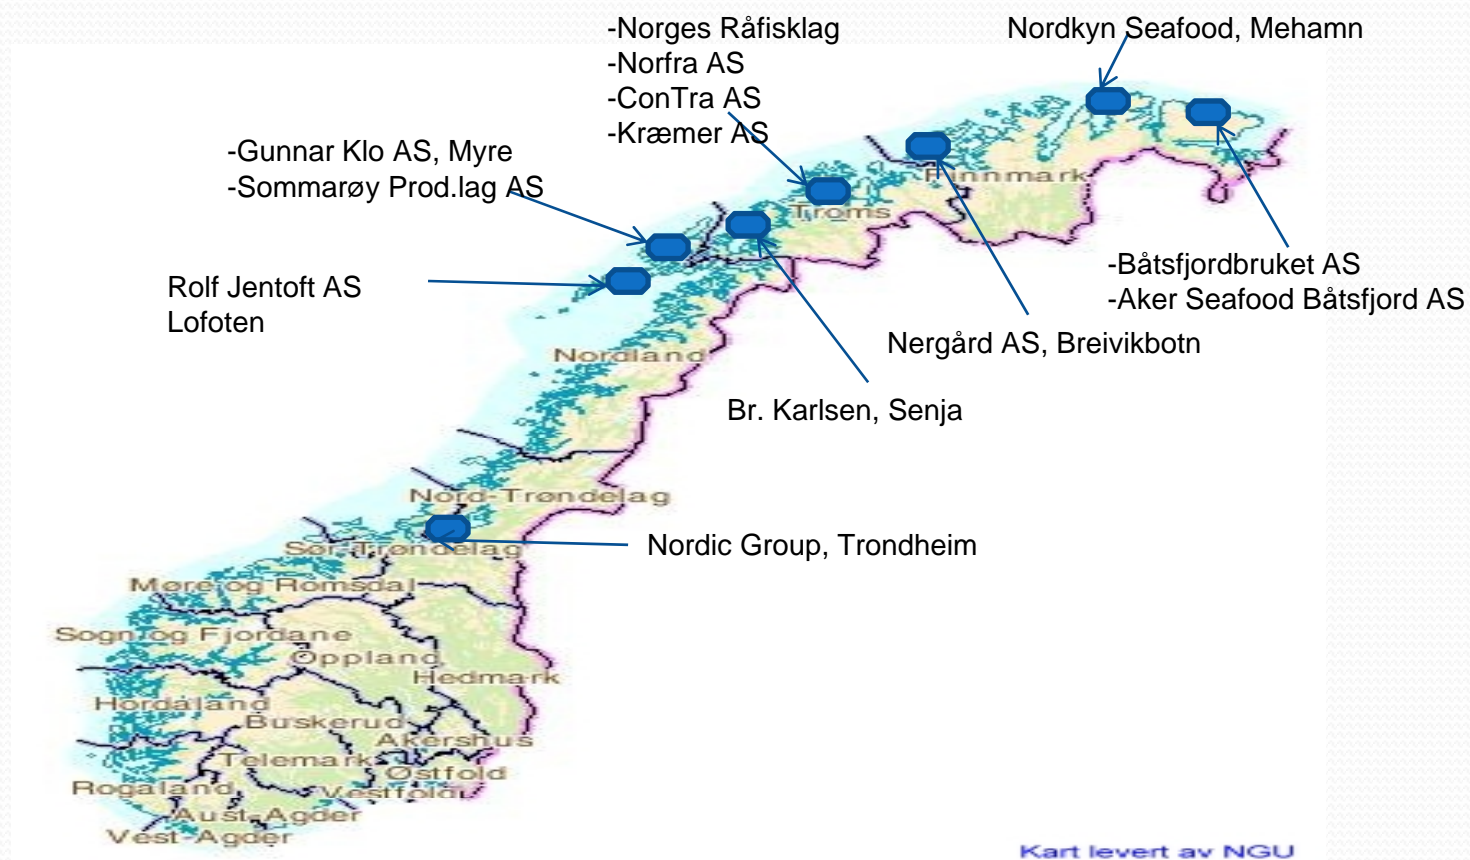 -Norges Råfisklag
-Norfra AS
-ConTra AS
-Kræmer AS
Nordkyn Seafood, Mehamn
-Gunnar Klo AS, Myre
-Sommarøy Prod.lag AS
Rolf Jentoft AS
Lofoten
-Båtsfjordbruket AS
-Aker Seafood Båtsfjord AS
Nergård AS, Breivikbotn
Br. Karlsen, Senja
Nordic Group, Trondheim
Finnmark
Troms
Nordland
Nord-Trøndelag
Sør-Trøndelag
Møre og Romsdal
Sogn og Fjordane
Oppland
Hedmark
Hordaland
Buskerud
Akershus
Telemark
Østfold
Rogaland
Vestfold
Aust-Agder
Vest-Agder
Kart levert av NGU